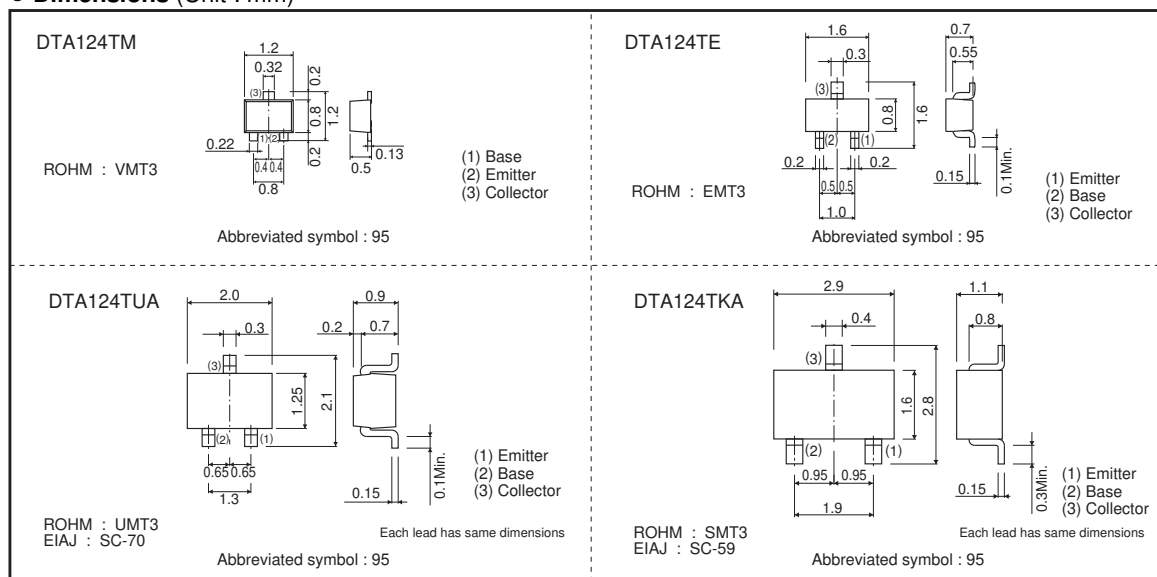 Dimensions (Unit : mm)
DTA124TM
1.2
0.32
0.2
(3)
0.8
1.2
(1)
(2)
0.22
0.2
0.4
0.4
0.8
0.5
0.13
ROHM : VMT3
(1) Base
(2) Emitter
(3) Collector
Abbreviated symbol : 95
DTA124TE
1.6
0.3
0.7
0.55
(3)
0.8
1.6
(2)
(1)
0.2
0.2
0.5
0.5
1.0
0.15
0.1Min.
ROHM : EMT3
(1) Emitter
(2) Base
(3) Collector
Abbreviated symbol : 95
DTA124TUA
2.0
0.3
0.9
0.2
0.7
(3)
1.25
2.1
(2)
(1)
0.65
0.65
1.3
0.15
0.1Min.
(1) Emitter
(2) Base
(3) Collector
ROHM : UMT3
EIAJ : SC-70
Each lead has same dimensions
Abbreviated symbol : 95
DTA124TKA
2.9
0.4
1.1
0.8
(3)
1.6
2.8
(2)
(1)
0.95
0.95
1.9
0.15
0.3Min.
(1) Emitter
(2) Base
(3) Collector
ROHM : SMT3
EIAJ : SC-59
Each lead has same dimensions
Abbreviated symbol : 95